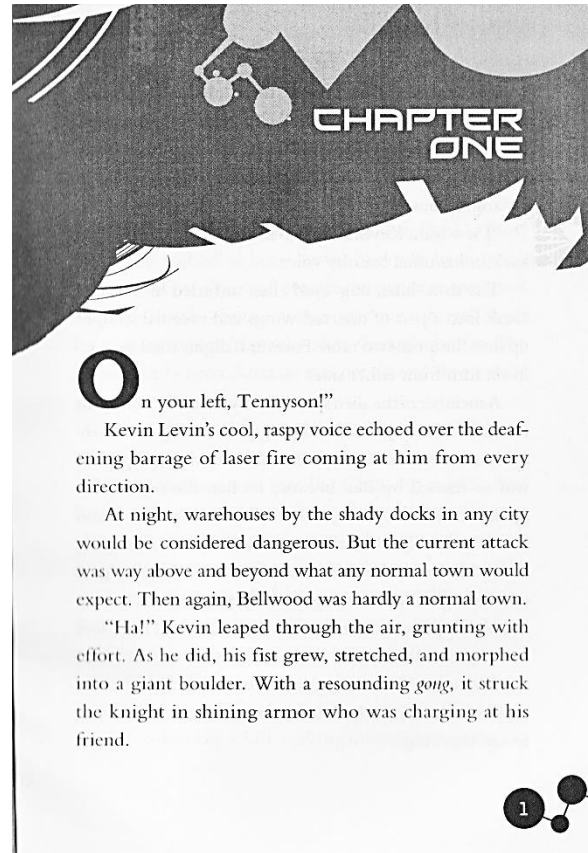 CHAPTER
ONE
On your left, Tennyson!”
Kevin Levin’s cool, raspy voice echoed over the deaf-
ening barrage of laser fire coming at him from every
direction.
At night, warehouses by the shady docks in any city
would be considered dangerous. But the current attack
was way above and beyond what any normal town would
expect. Then again, Bellwood was hardly a normal town.
“Ha!” Kevin leaped through the air, grunting with
effort. As he did, his fist grew, stretched, and morphed
into a giant boulder. With a resounding gong, it struck
the knight in shining armor who was charging at his
friend.
1